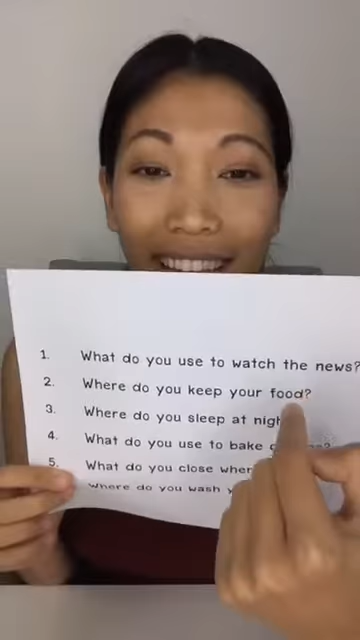 1. What do you use to watch the news?
2. Where do you keep your food?
3. Where do you sleep at
4. What do you use to bake
5. What do you close
Where do you wash